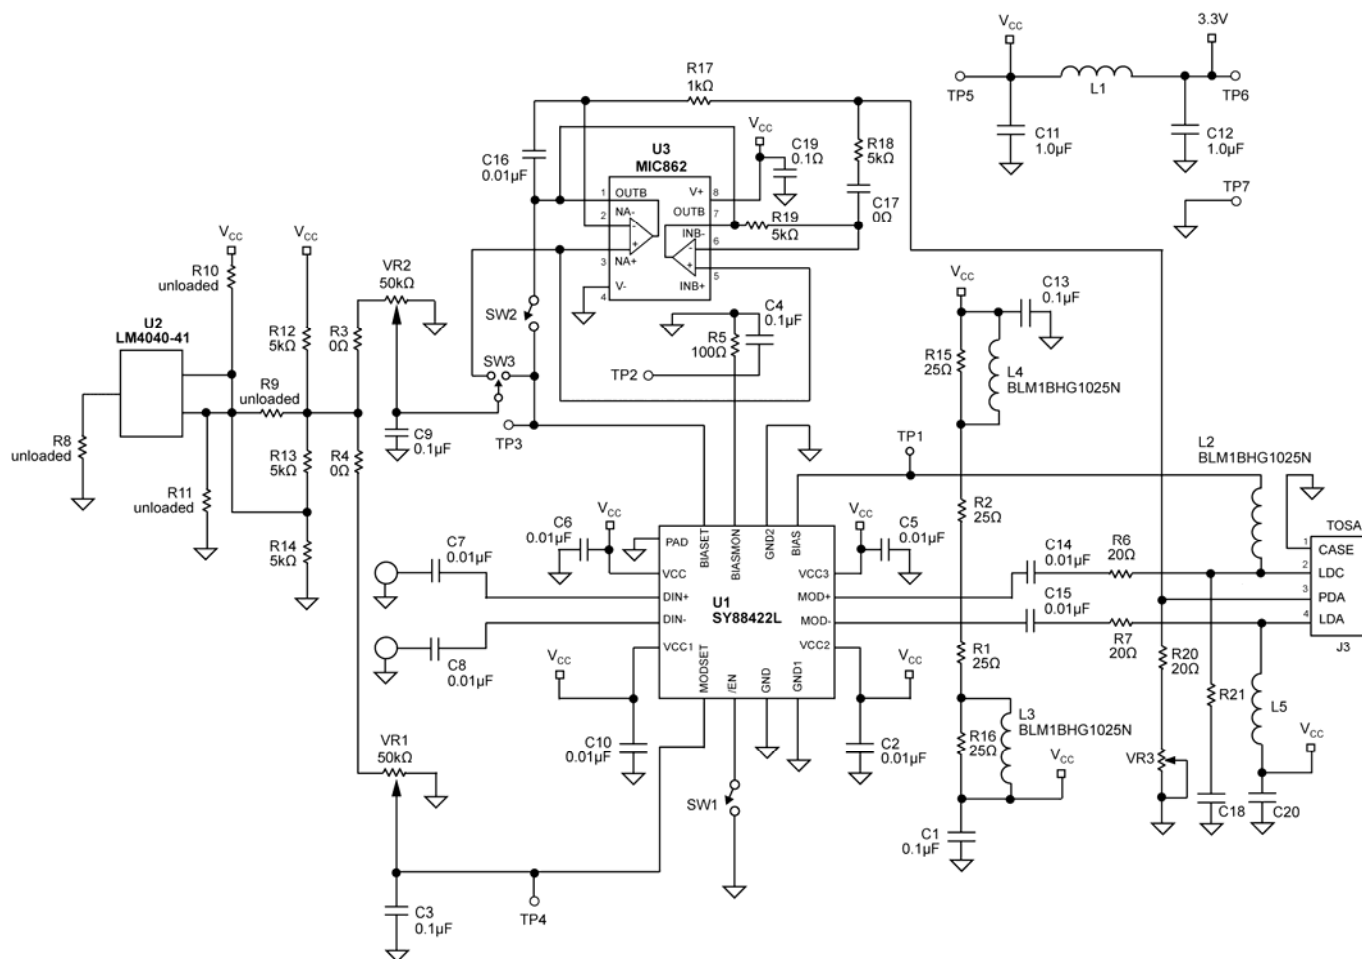 VCC
3.3V
R17
1kΩ
TP5
L1
TP6
C11
1.0µF
C12
1.0µF
TP7
VCC
C19
0.1Ω
R18
5kΩ
C17
0Ω
C16
0.01µF
U3
MIC862
1
OUTB
V+
8
2
NA-
OUTB
7
R19
5kΩ
INB-
6
3
NA+
5
INB+
4
V-
VCC
R10
unloaded
VCC
VR2
50kΩ
U2
LM4040-41
R12
5kΩ
R3
0Ω
R9
unloaded
R8
unloaded
R11
unloaded
R13
5kΩ
R4
0Ω
R14
5kΩ
C9
0.1µF
SW2
SW3
TP3
R5
100Ω
C4
0.1µF
TP2
VCC
C13
0.1µF
R15
25Ω
L4
BLM1BHG1025N
TP1
L2
BLM1BHG1025N
R2
25Ω
TOSA
1
CASE
2
LDC
3
PDA
4
LDA
J3
C6
0.01µF
VCC
VCC
C5
0.01µF
C7
0.01µF
C8
0.01µF
PAD
BIASET
BIASMON
GND2
BIAS
VCC
VCC3
DIN+
U1
SY88422L
MOD+
DIN-
MOD-
VCC1
VCC2
MODSET
/EN
GND
GND1
C14
0.01µF
R6
20Ω
C15
0.01µF
R7
20Ω
R1
25Ω
R20
20Ω
R21
L5
VCC
VCC
VCC
C10
0.01µF
C2
0.01µF
R16
25Ω
L3
BLM1BHG1025N
VCC
VR3
C18
C20
VR1
50kΩ
SW1
C1
0.1µF
C3
0.1µF
TP4